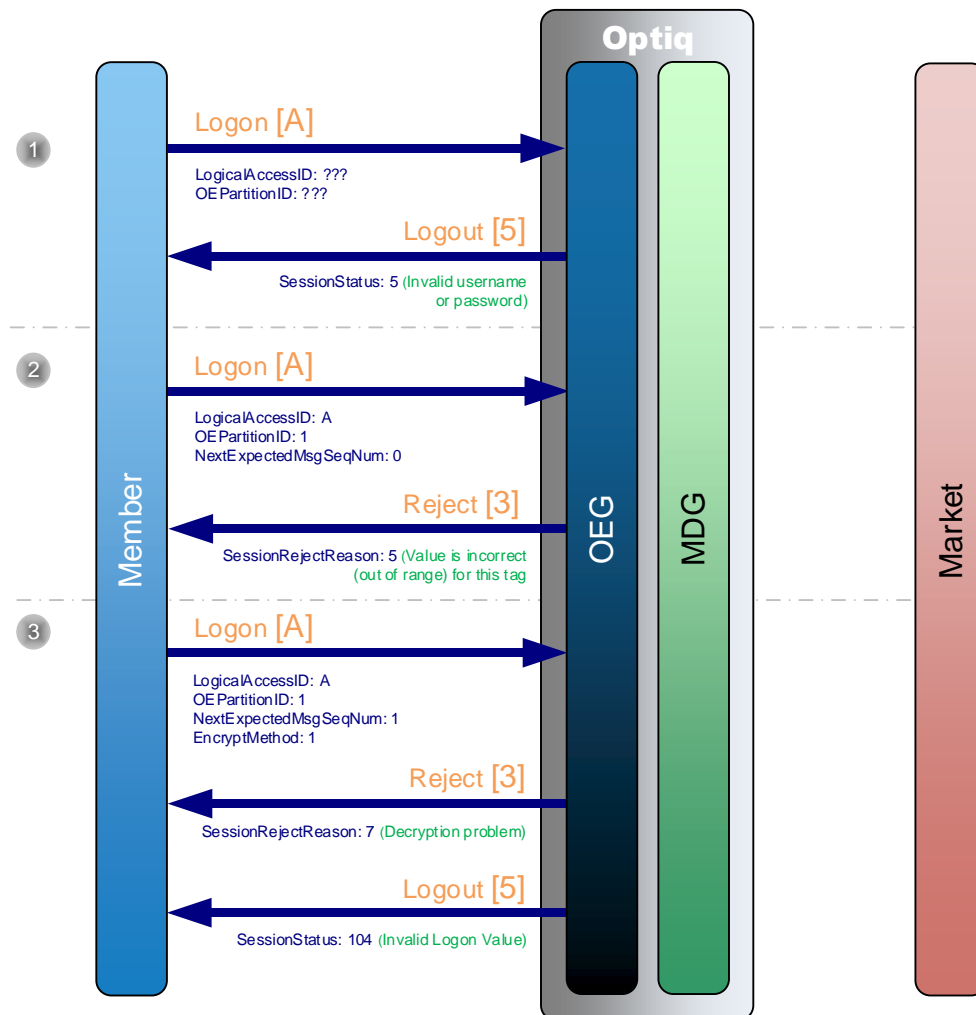 Optiq
1
Logon [A]
LogicalAccessID: ???
OEPartitionID: ???
Logout [5]
SessionStatus: 5 (Invalid username
or password)
2
Logon [A]
LogicalAccessID: A
OEPartitionID: 1
NextExpectedMsgSeqNum: 0
Reject [3]
SessionRejectReason: 5 (Value is incorrect
(out of range) for this tag
3
Logon [A]
LogicalAccessID: A
OEPartitionID: 1
NextExpectedMsgSeqNum: 1
EncryptMethod: 1
Reject [3]
SessionRejectReason: 7 (Decryption problem)
Logout [5]
SessionStatus: 104 (Invalid Logon Value)
Member
OEG
MDG
Market